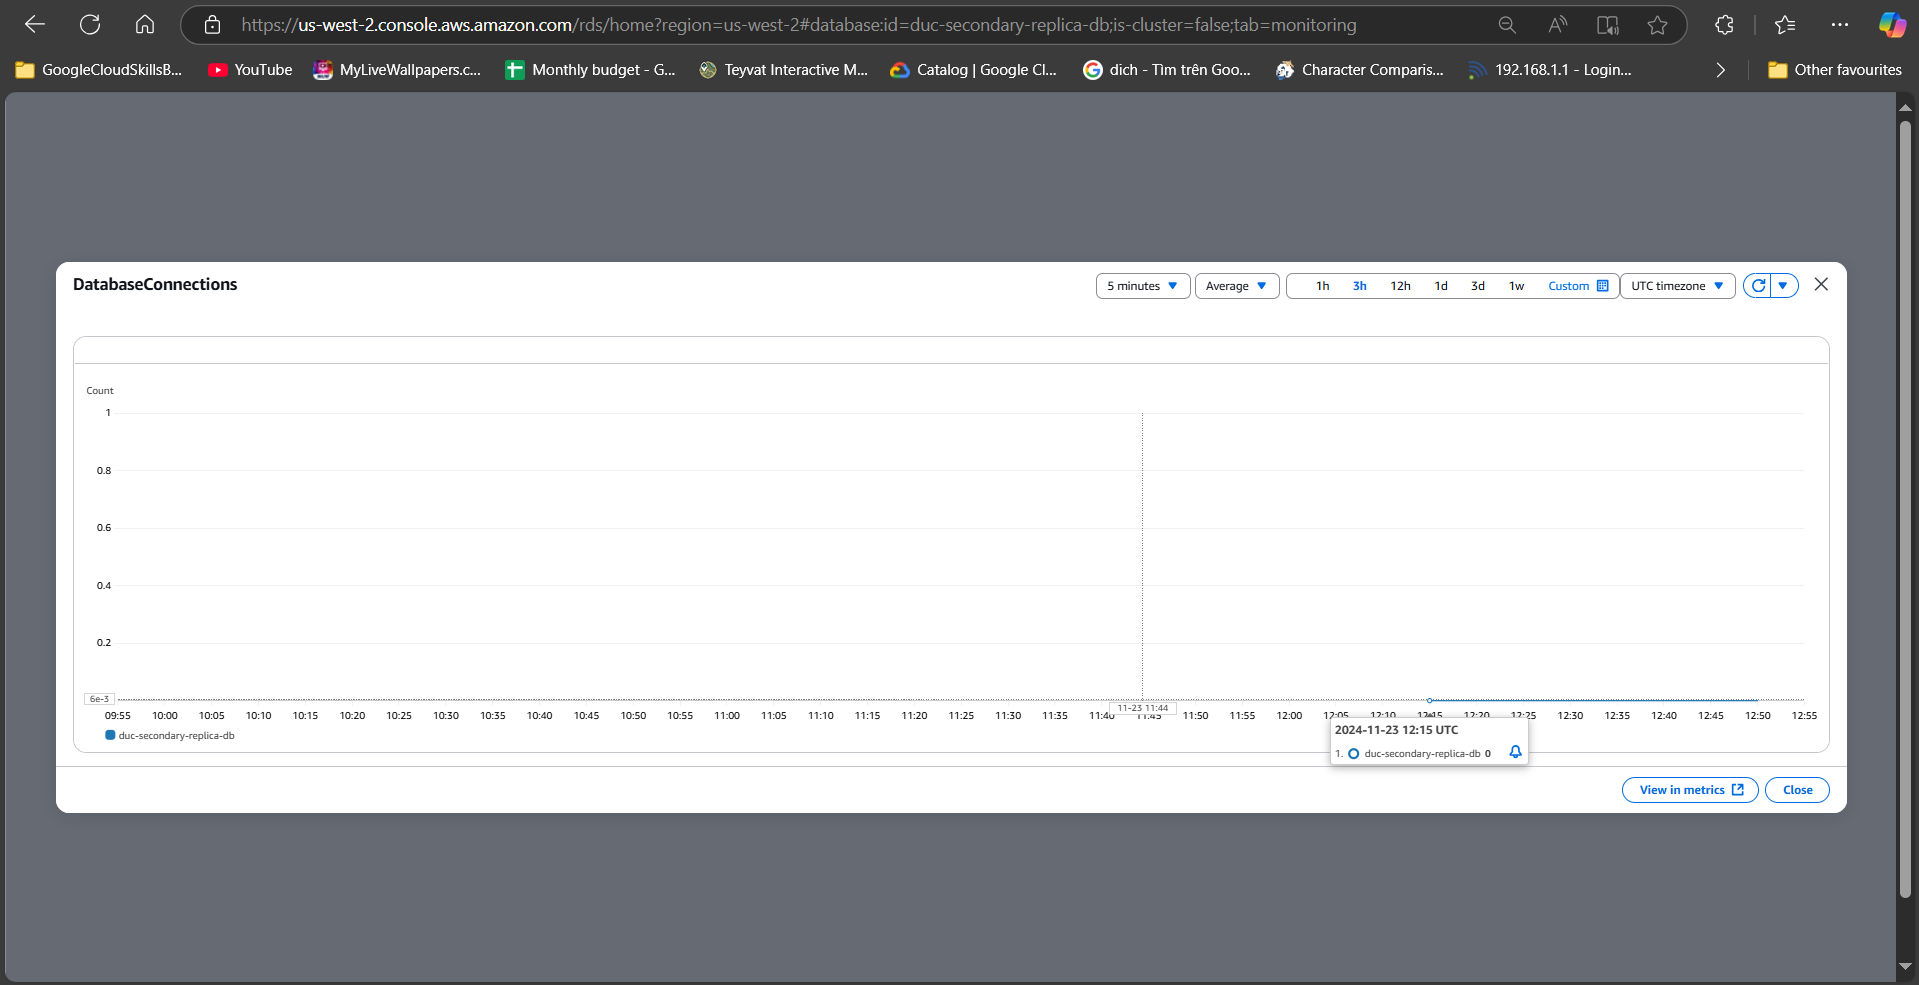 https://us-west-2.console.aws.amazon.com/rds/home?region=us-west-2#database:id=duc-secondary-replica-db;is-cluster=false;tab=monitoring
GoogleCloudSkillsB... YouTube MyLiveWallpapers.c... Monthly budget - G... Teyvat Interactive M... Catalog | Google Cl... dich - Tìm trên Goo... Character Comparis... 192.168.1.1 - Login... Other favourites
DatabaseConnections 5 minutes Average 1h 3h 12h 1d 3d 1w Custom UTC timezone
Count
1
0.8
0.6
0.4
0.2
6e-3
11-23 11:44
09:55 10:00 10:05 10:10 10:15 10:20 10:25 10:30 10:35 10:40 10:45 10:50 10:55 11:00 11:05 11:10 11:15 11:20 11:25 11:30 11:35 11:40 11:45 11:50 11:55 12:00 12:05 12:10 12:15 12:20 12:25 12:30 12:35 12:40 12:45 12:50 12:55
duc-secondary-replica-db
2024-11-23 12:15 UTC
1. duc-secondary-replica-db 0
View in metrics Close